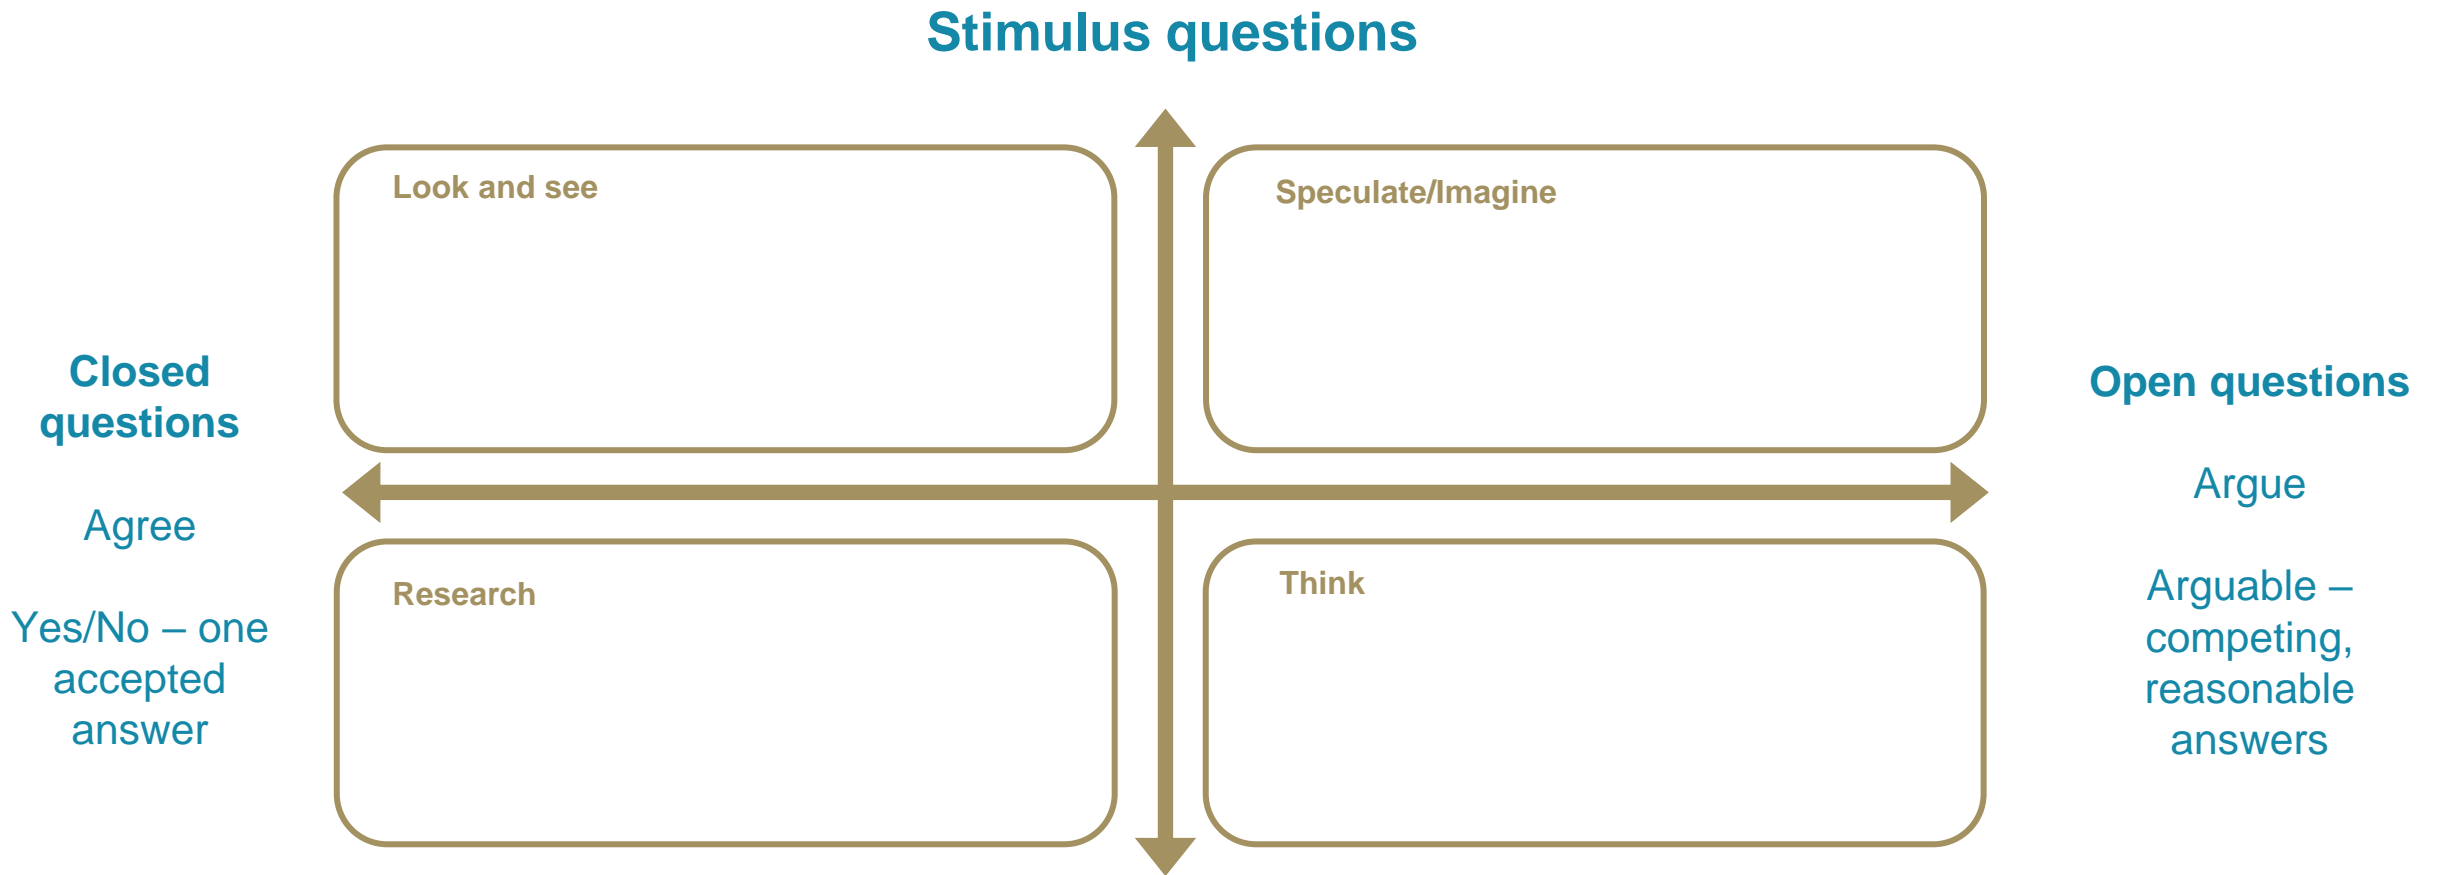 Stimulus questions
Look and see
Speculate/Imagine
Closed
questions
Agree
Yes/No – one
accepted
answer
Open questions
Argue
Arguable –
competing,
reasonable
answers
Research
Think